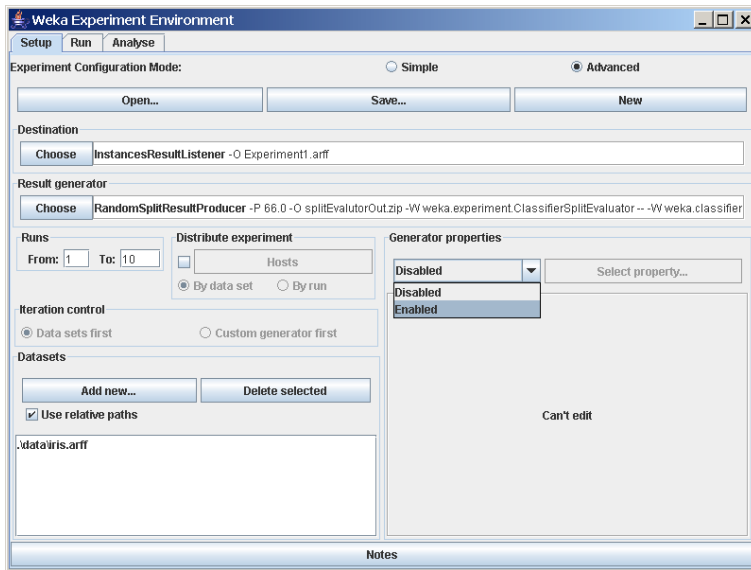 Weka Experiment Environment
Setup Run Analyse
Experiment Configuration Mode: Simple Advanced
Open... Save... New
Destination
Choose InstancesResultListener -O Experiment1.arff
Result generator
Choose RandomSplitResultProducer -P 66.0 -O splitEvalutorOut.zip -W weka.experiment.ClassifierSplitEvaluator -- -W weka.classifier
Runs
From: 1 To: 10
Distribute experiment
Hosts
By data set By run
Generator properties
Disabled Select property...
Disabled
Enabled
Iteration control
Data sets first Custom generator first
Datasets
Add new... Delete selected
Use relative paths
.\data\iris.arff
Can't edit
Notes